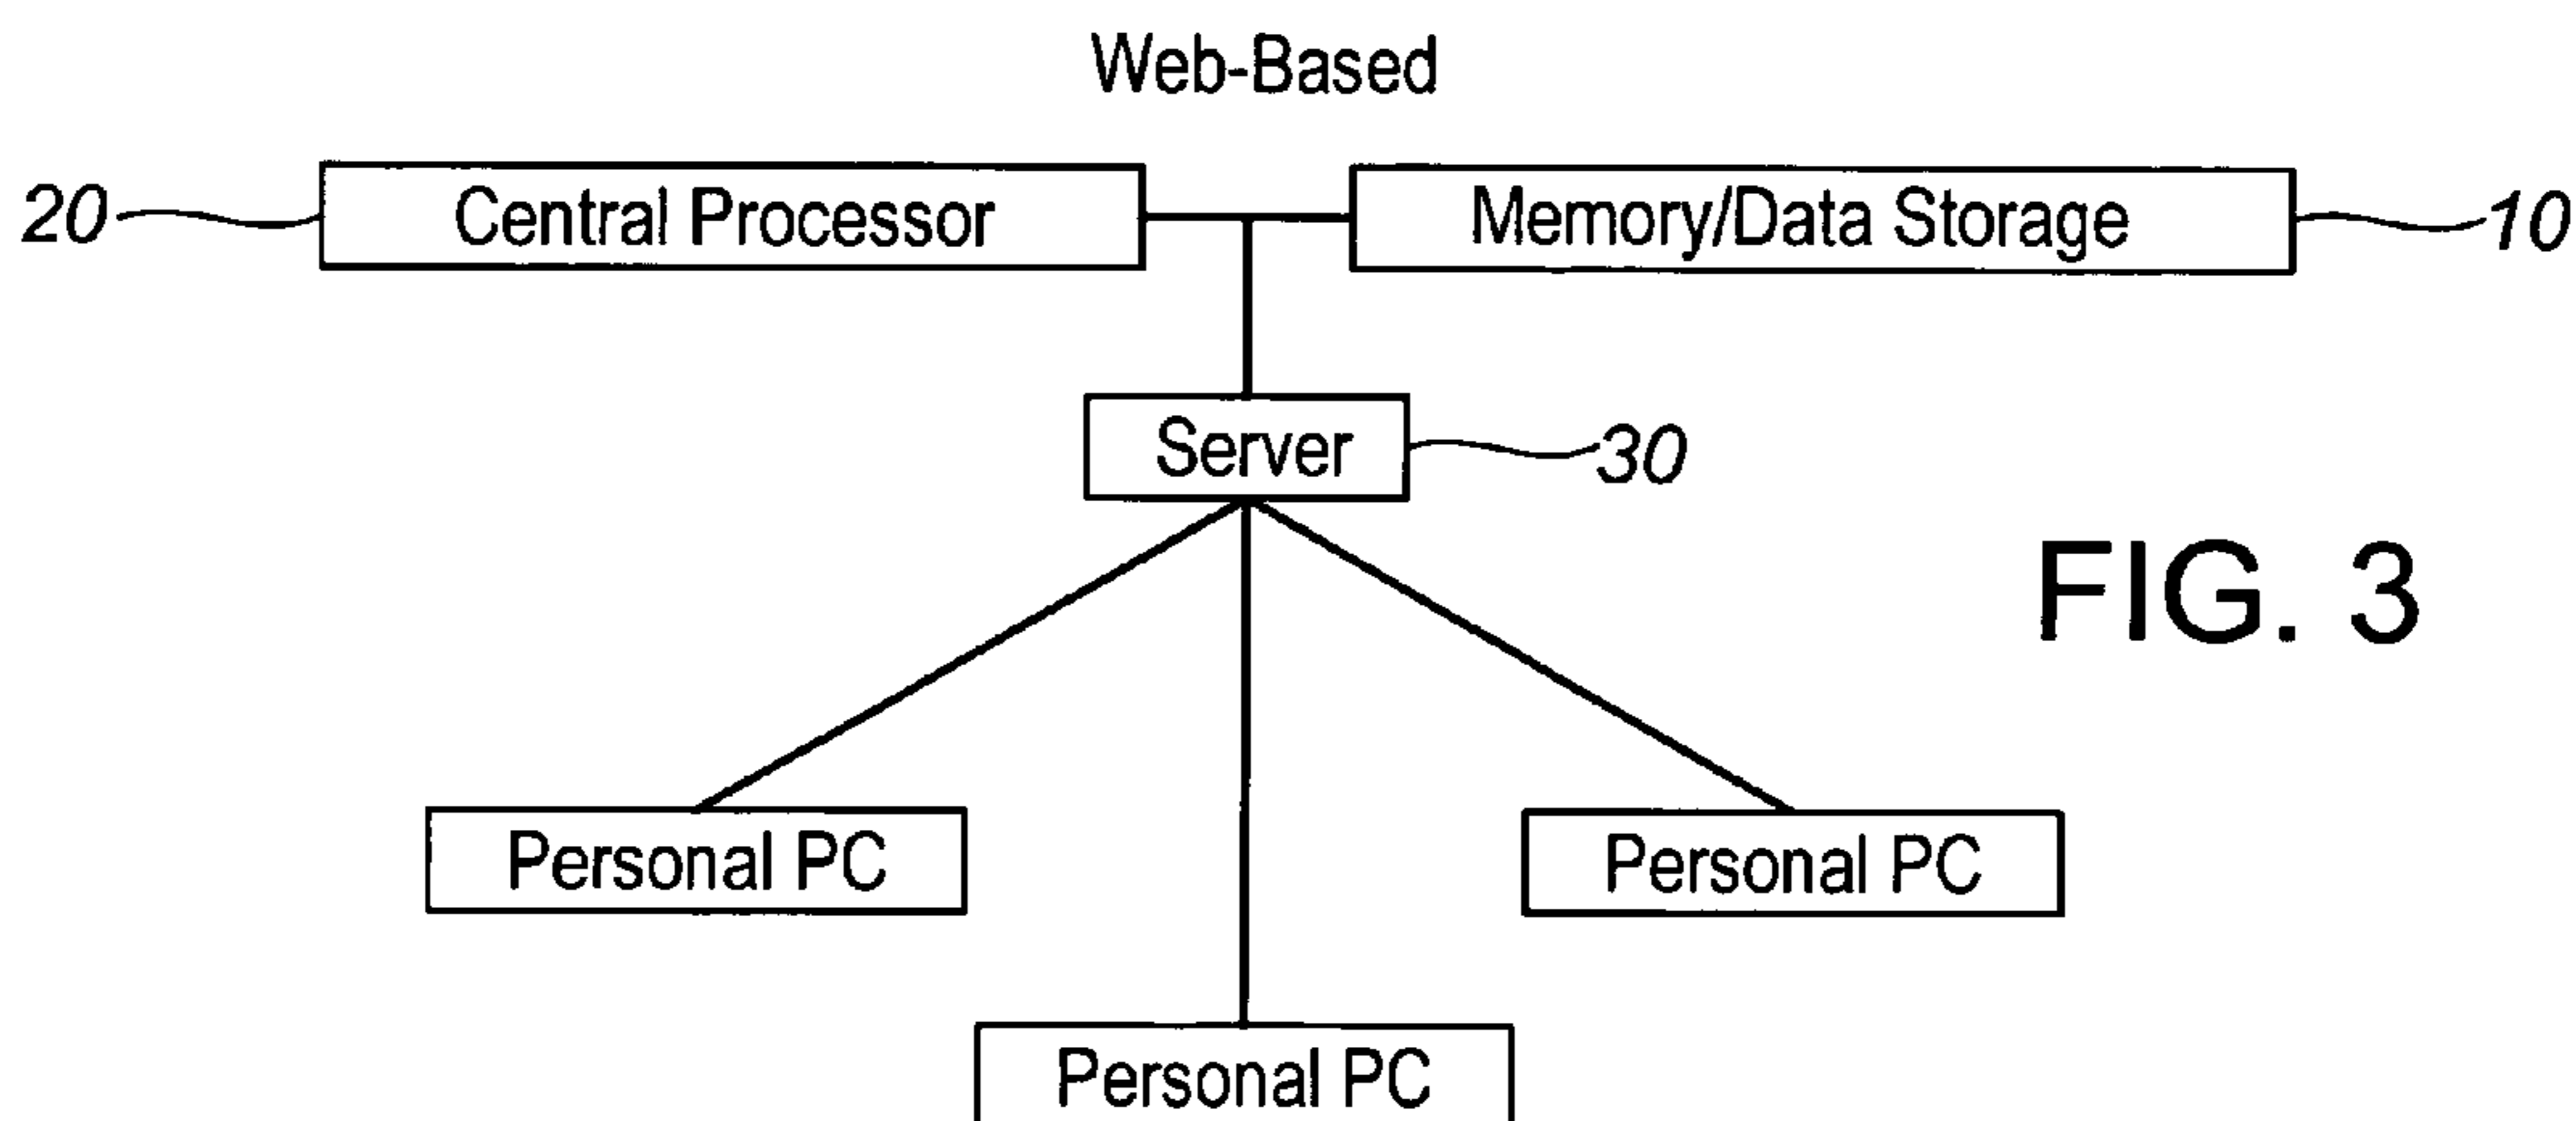 Web-Based
20 Central Processor Memory/Data Storage 10
Server 30
FIG. 3
Personal PC Personal PC
Personal PC